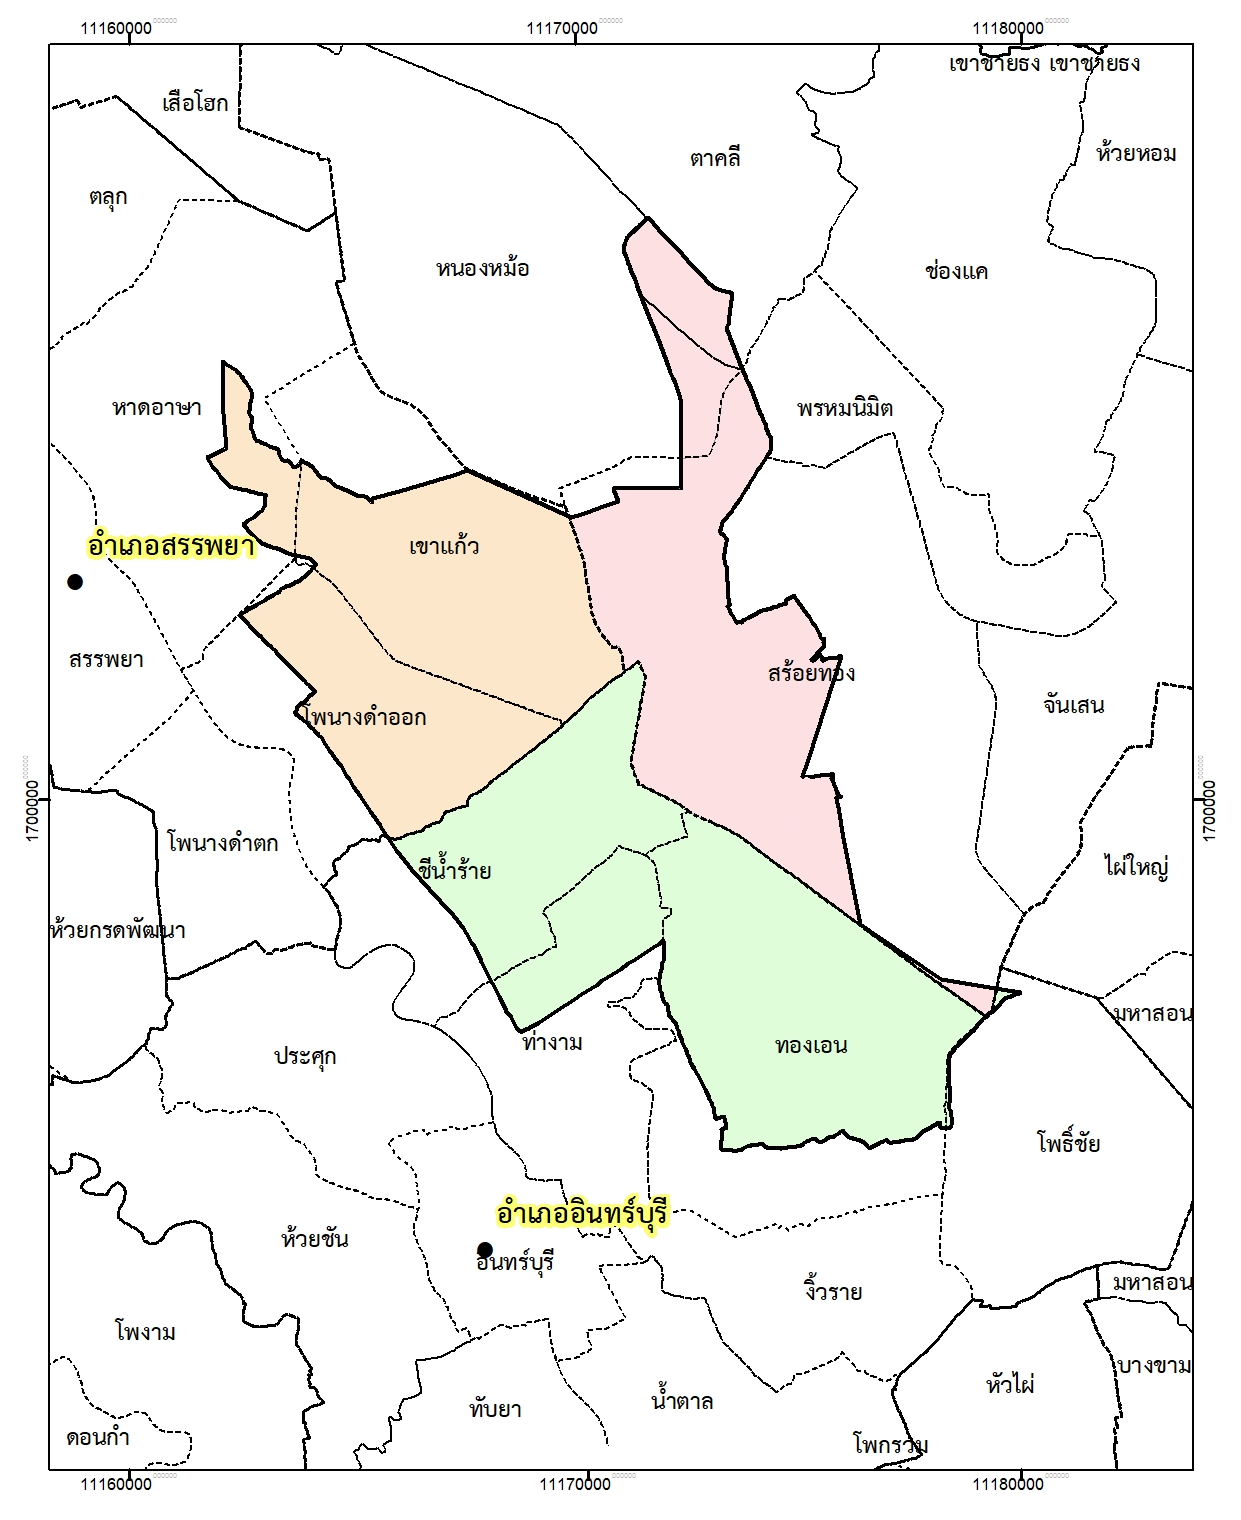 11160000 000000 11170000 000000 11180000 000000
เขาชายธง เขาชายธง
เสือโฮก
ตาคลี
ห้วยหอม
ตลุก
หนองหม้อ
ช่องแค
หาดอาษา
พรหมนิมิต
อำเภอสรรพยา
เขาแก้ว
สรรพยา
สร้อยทอง
จันเสน
โพนางดำออก
1700000 000000
1700000 000000
โพนางดำตก
ชีน้ำร้าย
ไผ่ใหญ่
ห้วยกรดพัฒนา
มหาสอน
ท่างาม
ทองเอน
ประศุก
โพธิ์ชัย
อำเภออินทร์บุรี
ห้วยชัน
อินทร์บุรี
มหาสอน
งิ้วราย
โพงาม
บางขาม
หัวไผ่
น้ำตาล
ทับยา
ดอนกำ
โพกรวม
11160000 000000 11170000 000000 11180000 000000